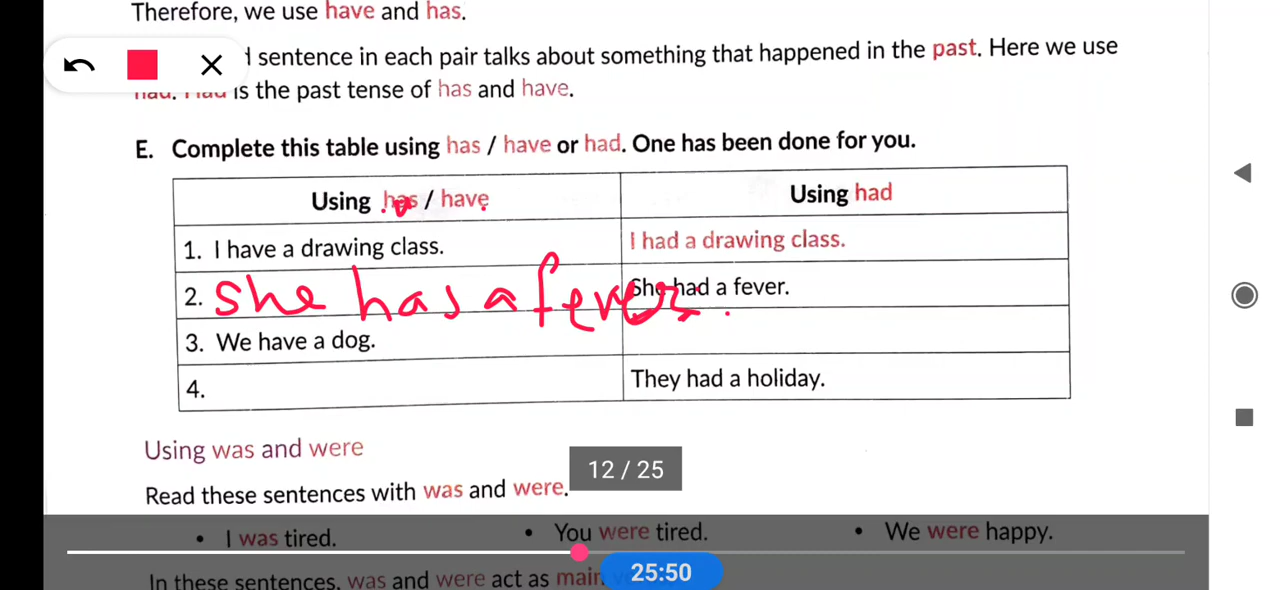 Therefore, we use have and has.
sentence in each pair talks about something that happened in the past. Here we use
had. Had is the past tense of has and have.
E. Complete this table using has / have or had. One has been done for you.
Using has / have
Using had
1. I have a drawing class.
I had a drawing class.
2. She has a fever.
She had a fever.
3. We have a dog.
4.
They had a holiday.
Using was and were
12 / 25
Read these sentences with was and were.
• I was tired.
• You were tired.
• We were happy.
In these sentences, was and were act as main
25:50